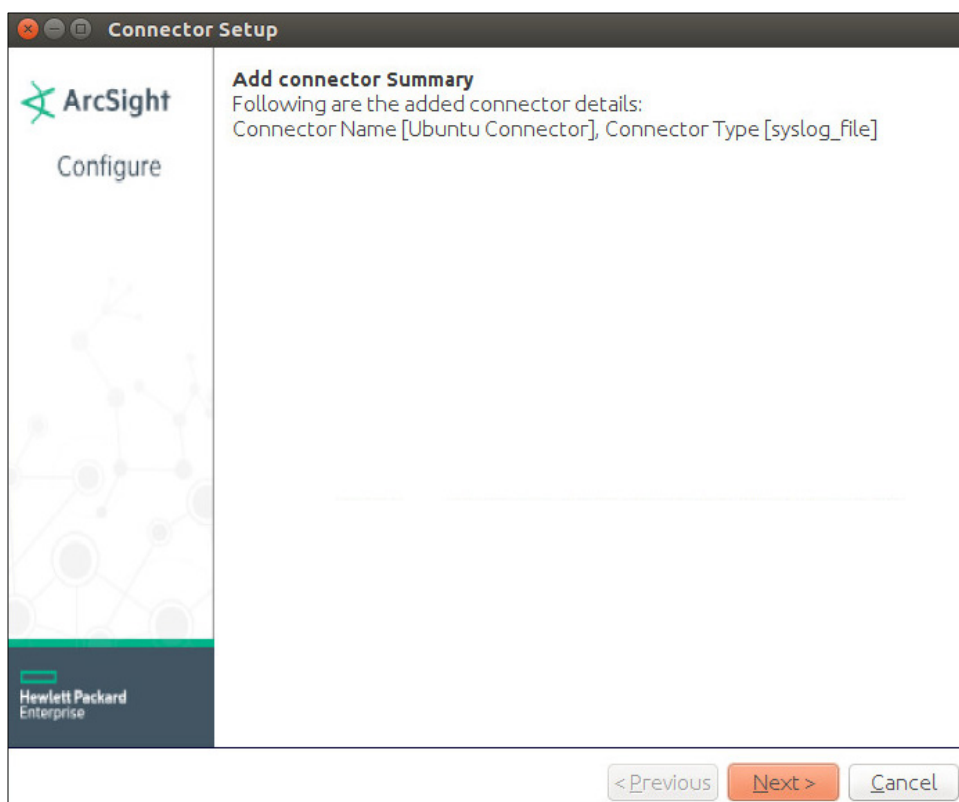 Connector Setup
ArcSight
Configure
Add connector Summary
Following are the added connector details:
Connector Name [Ubuntu Connector], Connector Type [syslog_file]
Hewlett Packard
Enterprise
< Previous
Next >
Cancel